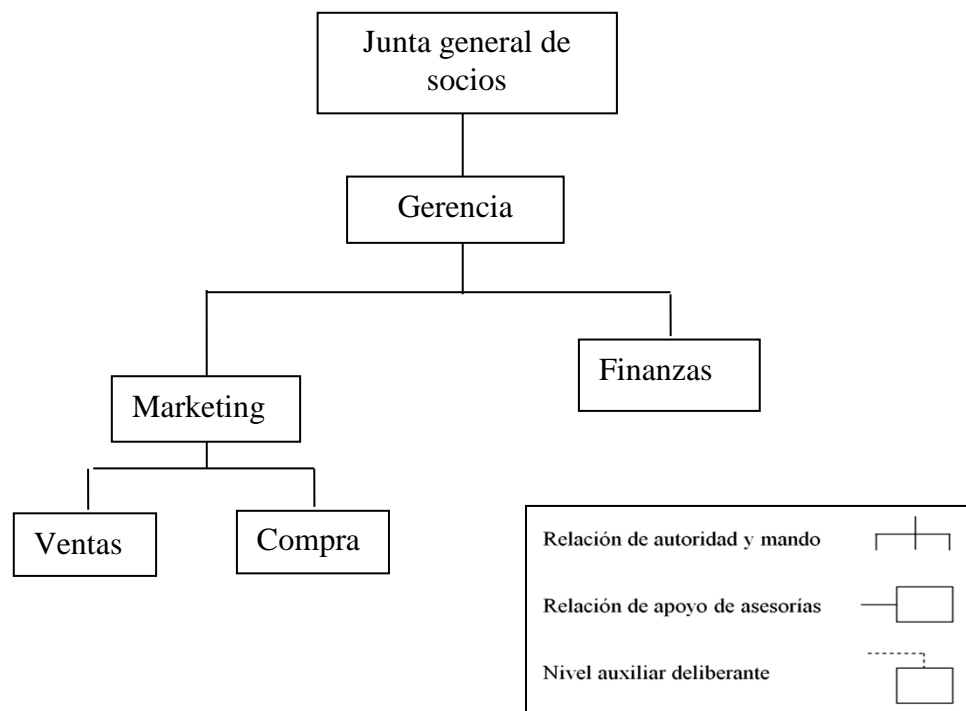 Junta general de
socios
Gerencia
Finanzas
Marketing
Ventas
Compra
Relación de autoridad y mando
Relación de apoyo de asesorías
Nivel auxiliar deliberante